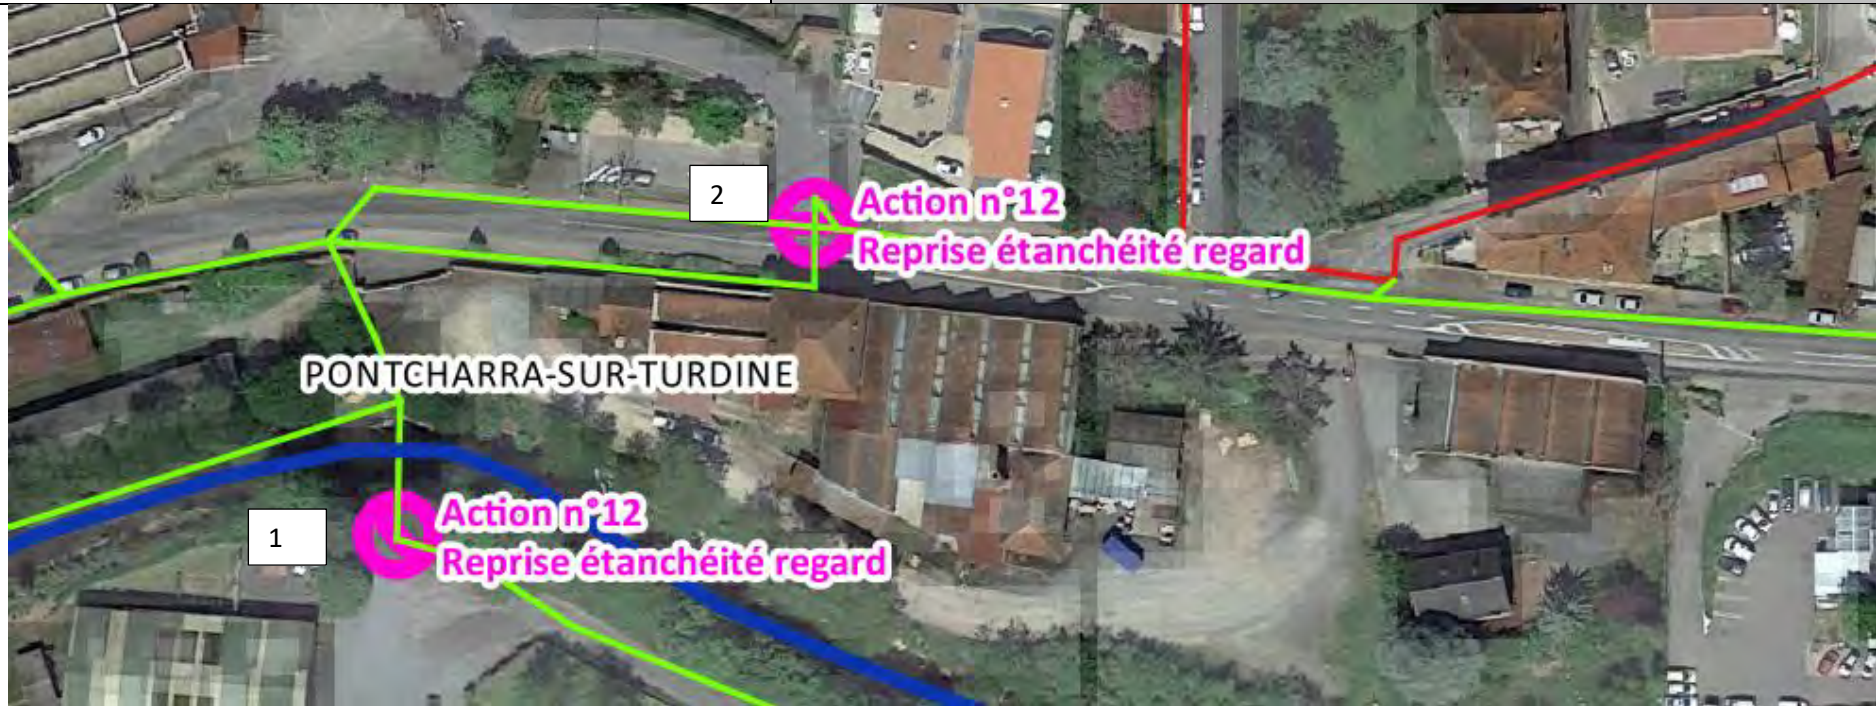 2
Action n°12
Reprise étanchéité regard
PONTCHARRA-SUR-TURDINE
1
Action n°12
Reprise étanchéité regard